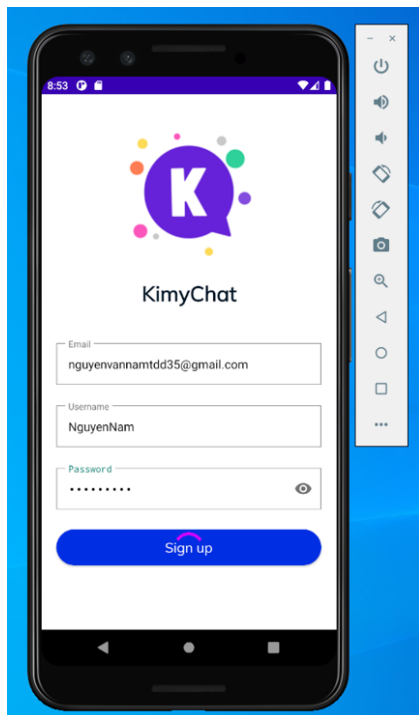 8:53
K
KimyChat
Email
nguyenvannamtdd35@gmail.com
Username
NguyenNam
Password
•••••••••
Sign up